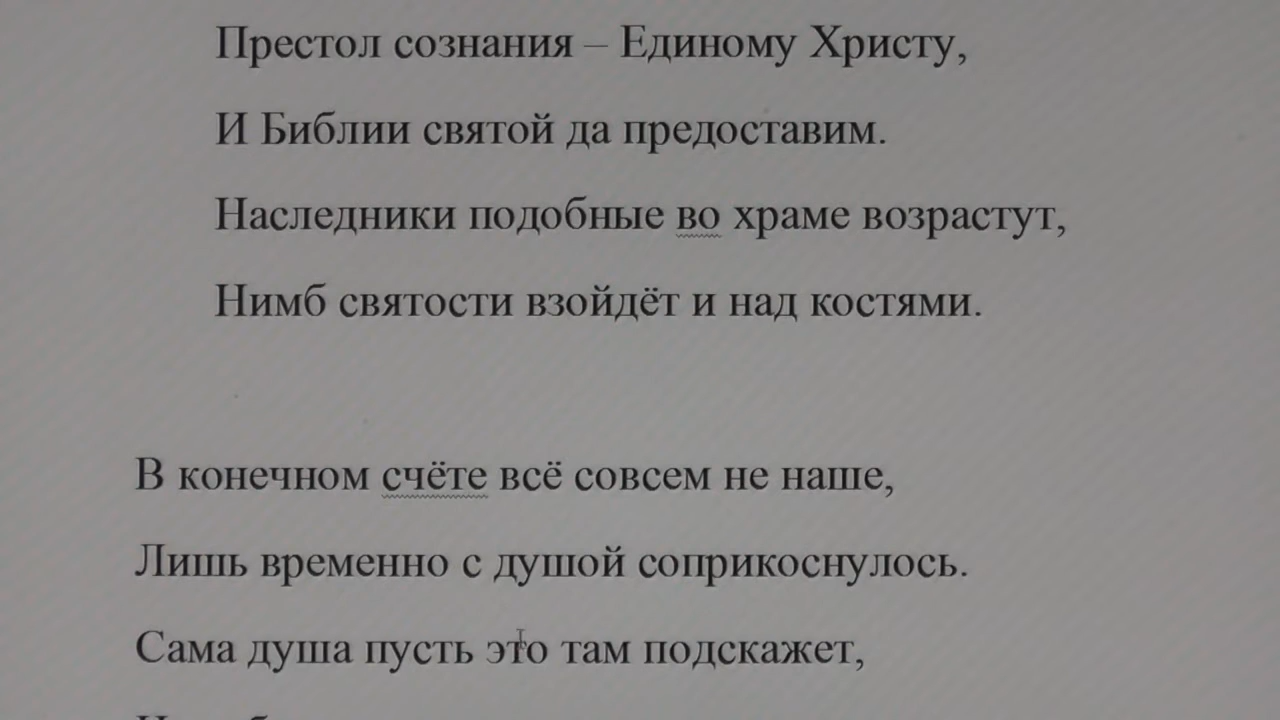 Престол сознания – Единому Христу,
И Библии святой да предоставим.
Наследники подобные во храме возрастут,
Нимб святости взойдёт и над костями.
В конечном счёте всё совсем не наше,
Лишь временно с душой соприкоснулось.
Сама душа пусть это там подскажет,